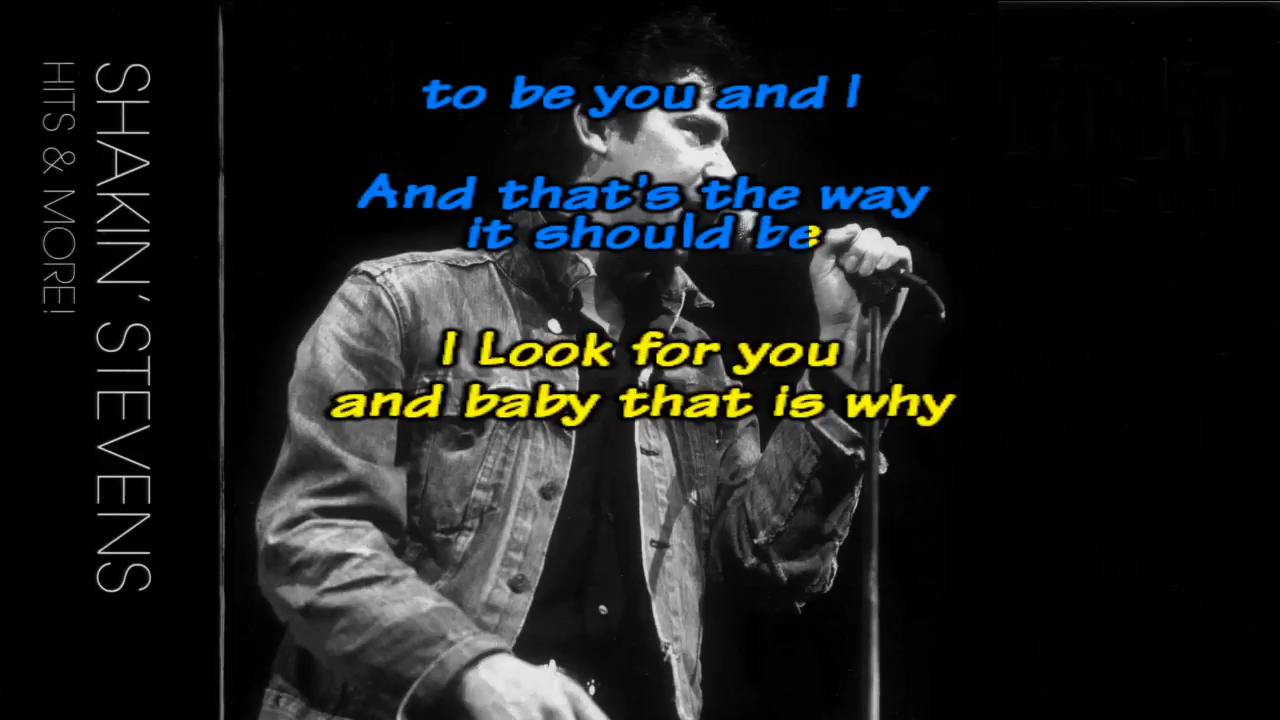 SHAKIN' STEVENS
HITS & MORE!
to be you and I
And that's the way
it should be
I Look for you
and baby that is why